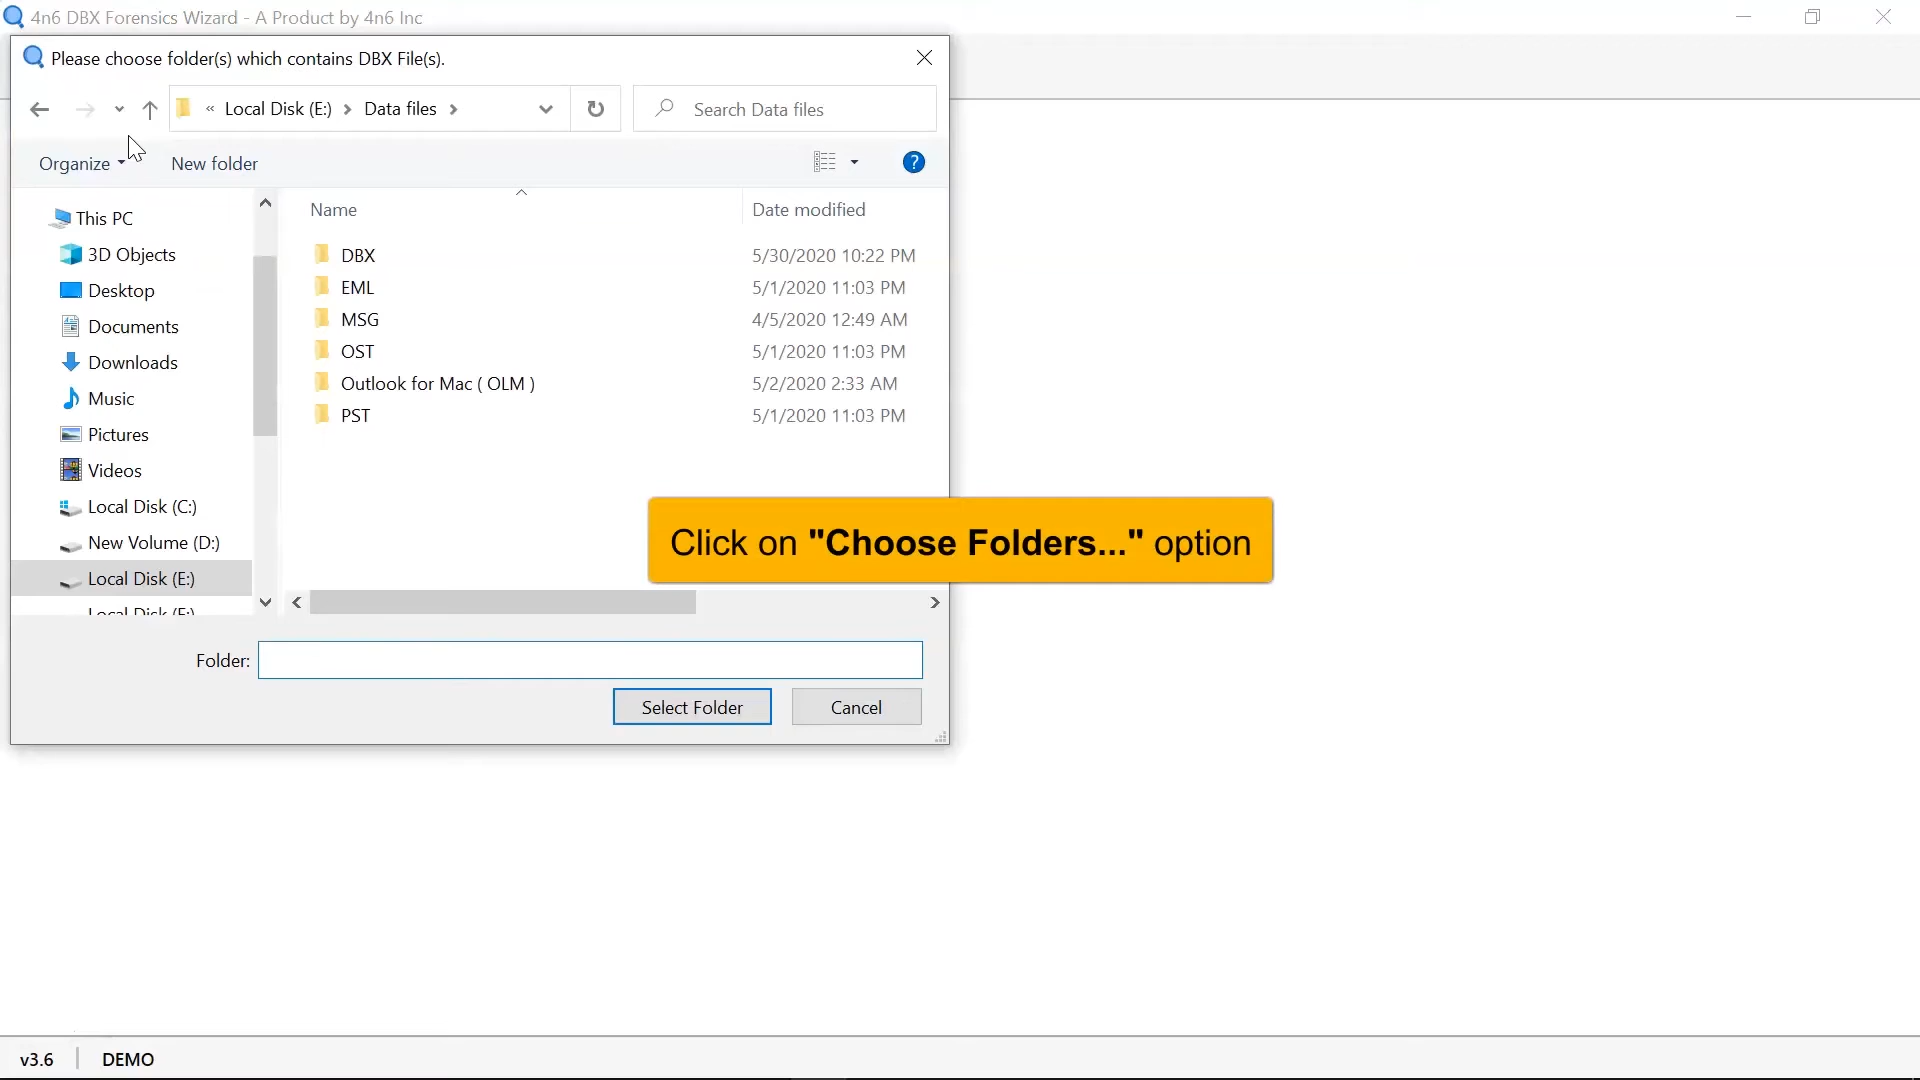 4n6 DBX Forensics Wizard - A Product by 4n6 Inc
Please choose folder(s) which contains DBX File(s).
« Local Disk (E:) > Data files >
Search Data files
Organize
New folder
?
Name
Date modified
This PC
3D Objects
Desktop
Documents
Downloads
Music
Pictures
Videos
Local Disk (C:)
New Volume (D:)
Local Disk (E:)
Local Disk (F:)
DBX 5/30/2020 10:22 PM
EML 5/1/2020 11:03 PM
MSG 4/5/2020 12:49 AM
OST 5/1/2020 11:03 PM
Outlook for Mac ( OLM ) 5/2/2020 2:33 AM
PST 5/1/2020 11:03 PM
Click on "Choose Folders..." option
Folder:
Select Folder
Cancel
v3.6
DEMO